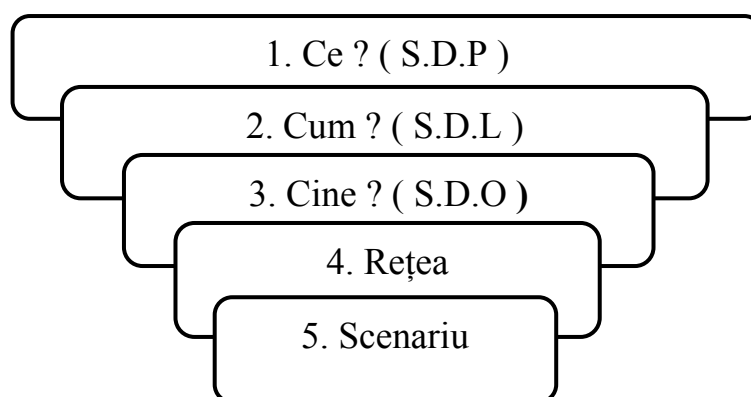 1. Ce ? ( S.D.P )
2. Cum ? ( S.D.L )
3. Cine ? ( S.D.O )
4. Rețea
5. Scenariu